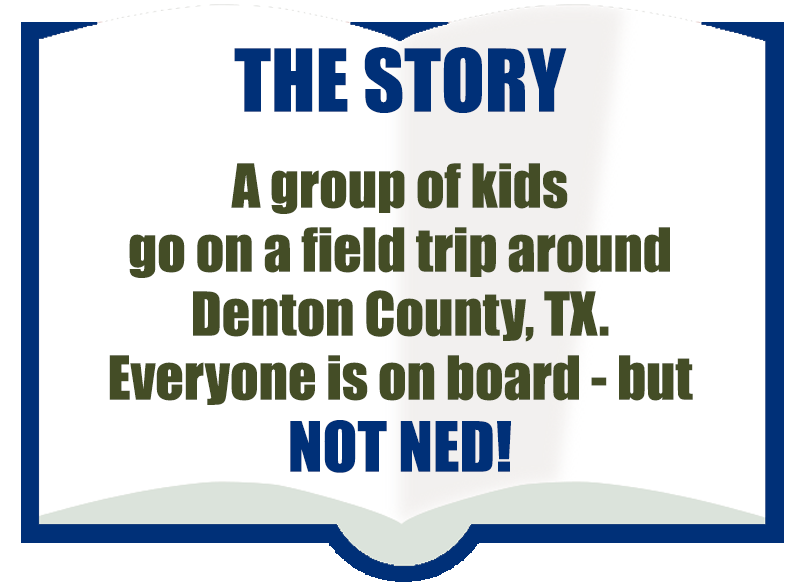 THE STORY
A group of kids
go on a field trip around
Denton County, TX.
Everyone is on board - but
NOT NED!